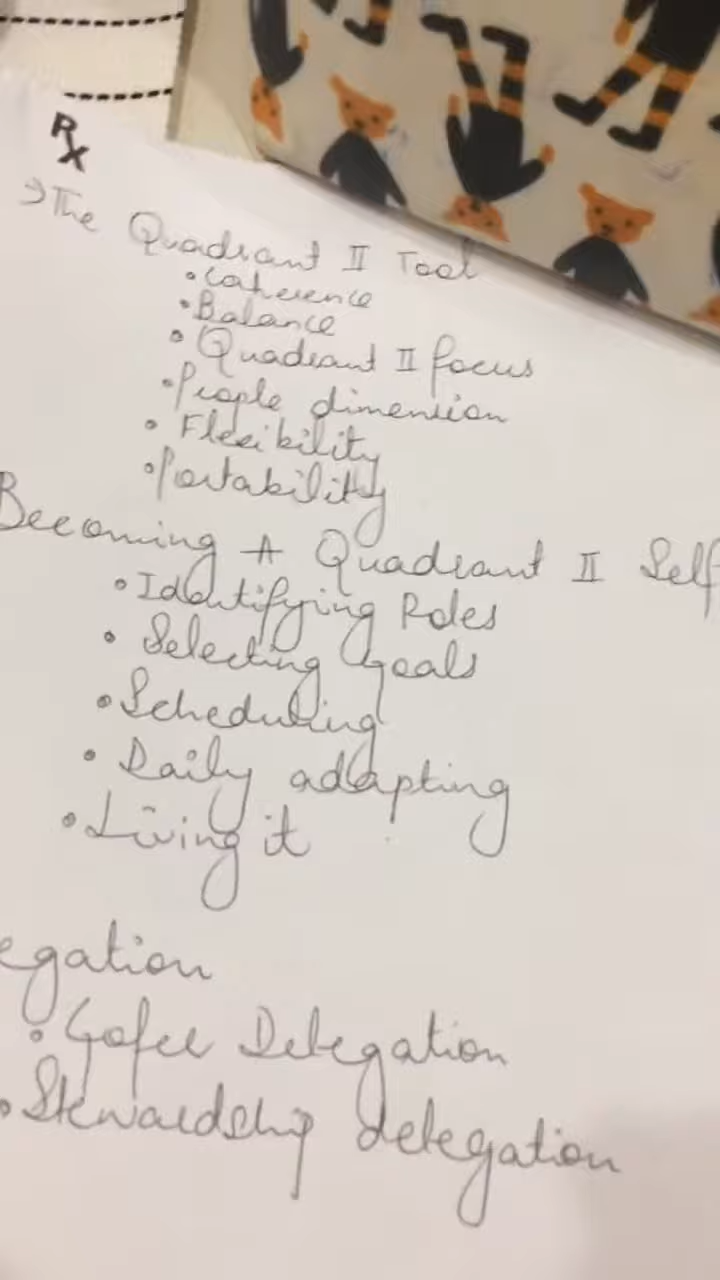 Rx
→The Quadrant II Tool
• Coherence
• Balance
• Quadrant II focus
• People dimension
• Flexibility
• Portability
Becoming A Quadrant II Self
• Identifying Roles
• Selecting Goals
• Scheduling
• Daily adapting
• Living it
egation
• Gofer Delegation
• Stewardship delegation